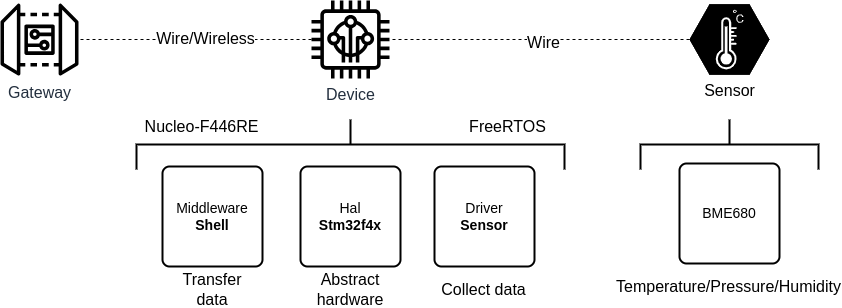 °C
Wire/Wireless
Wire
Gateway
Device
Sensor
Nucleo-F446RE
FreeRTOS
Middleware
Shell
Hal
Stm32f4x
Driver
Sensor
BME680
Transfer
data
Abstract
hardware
Collect data
Temperature/Pressure/Humidity